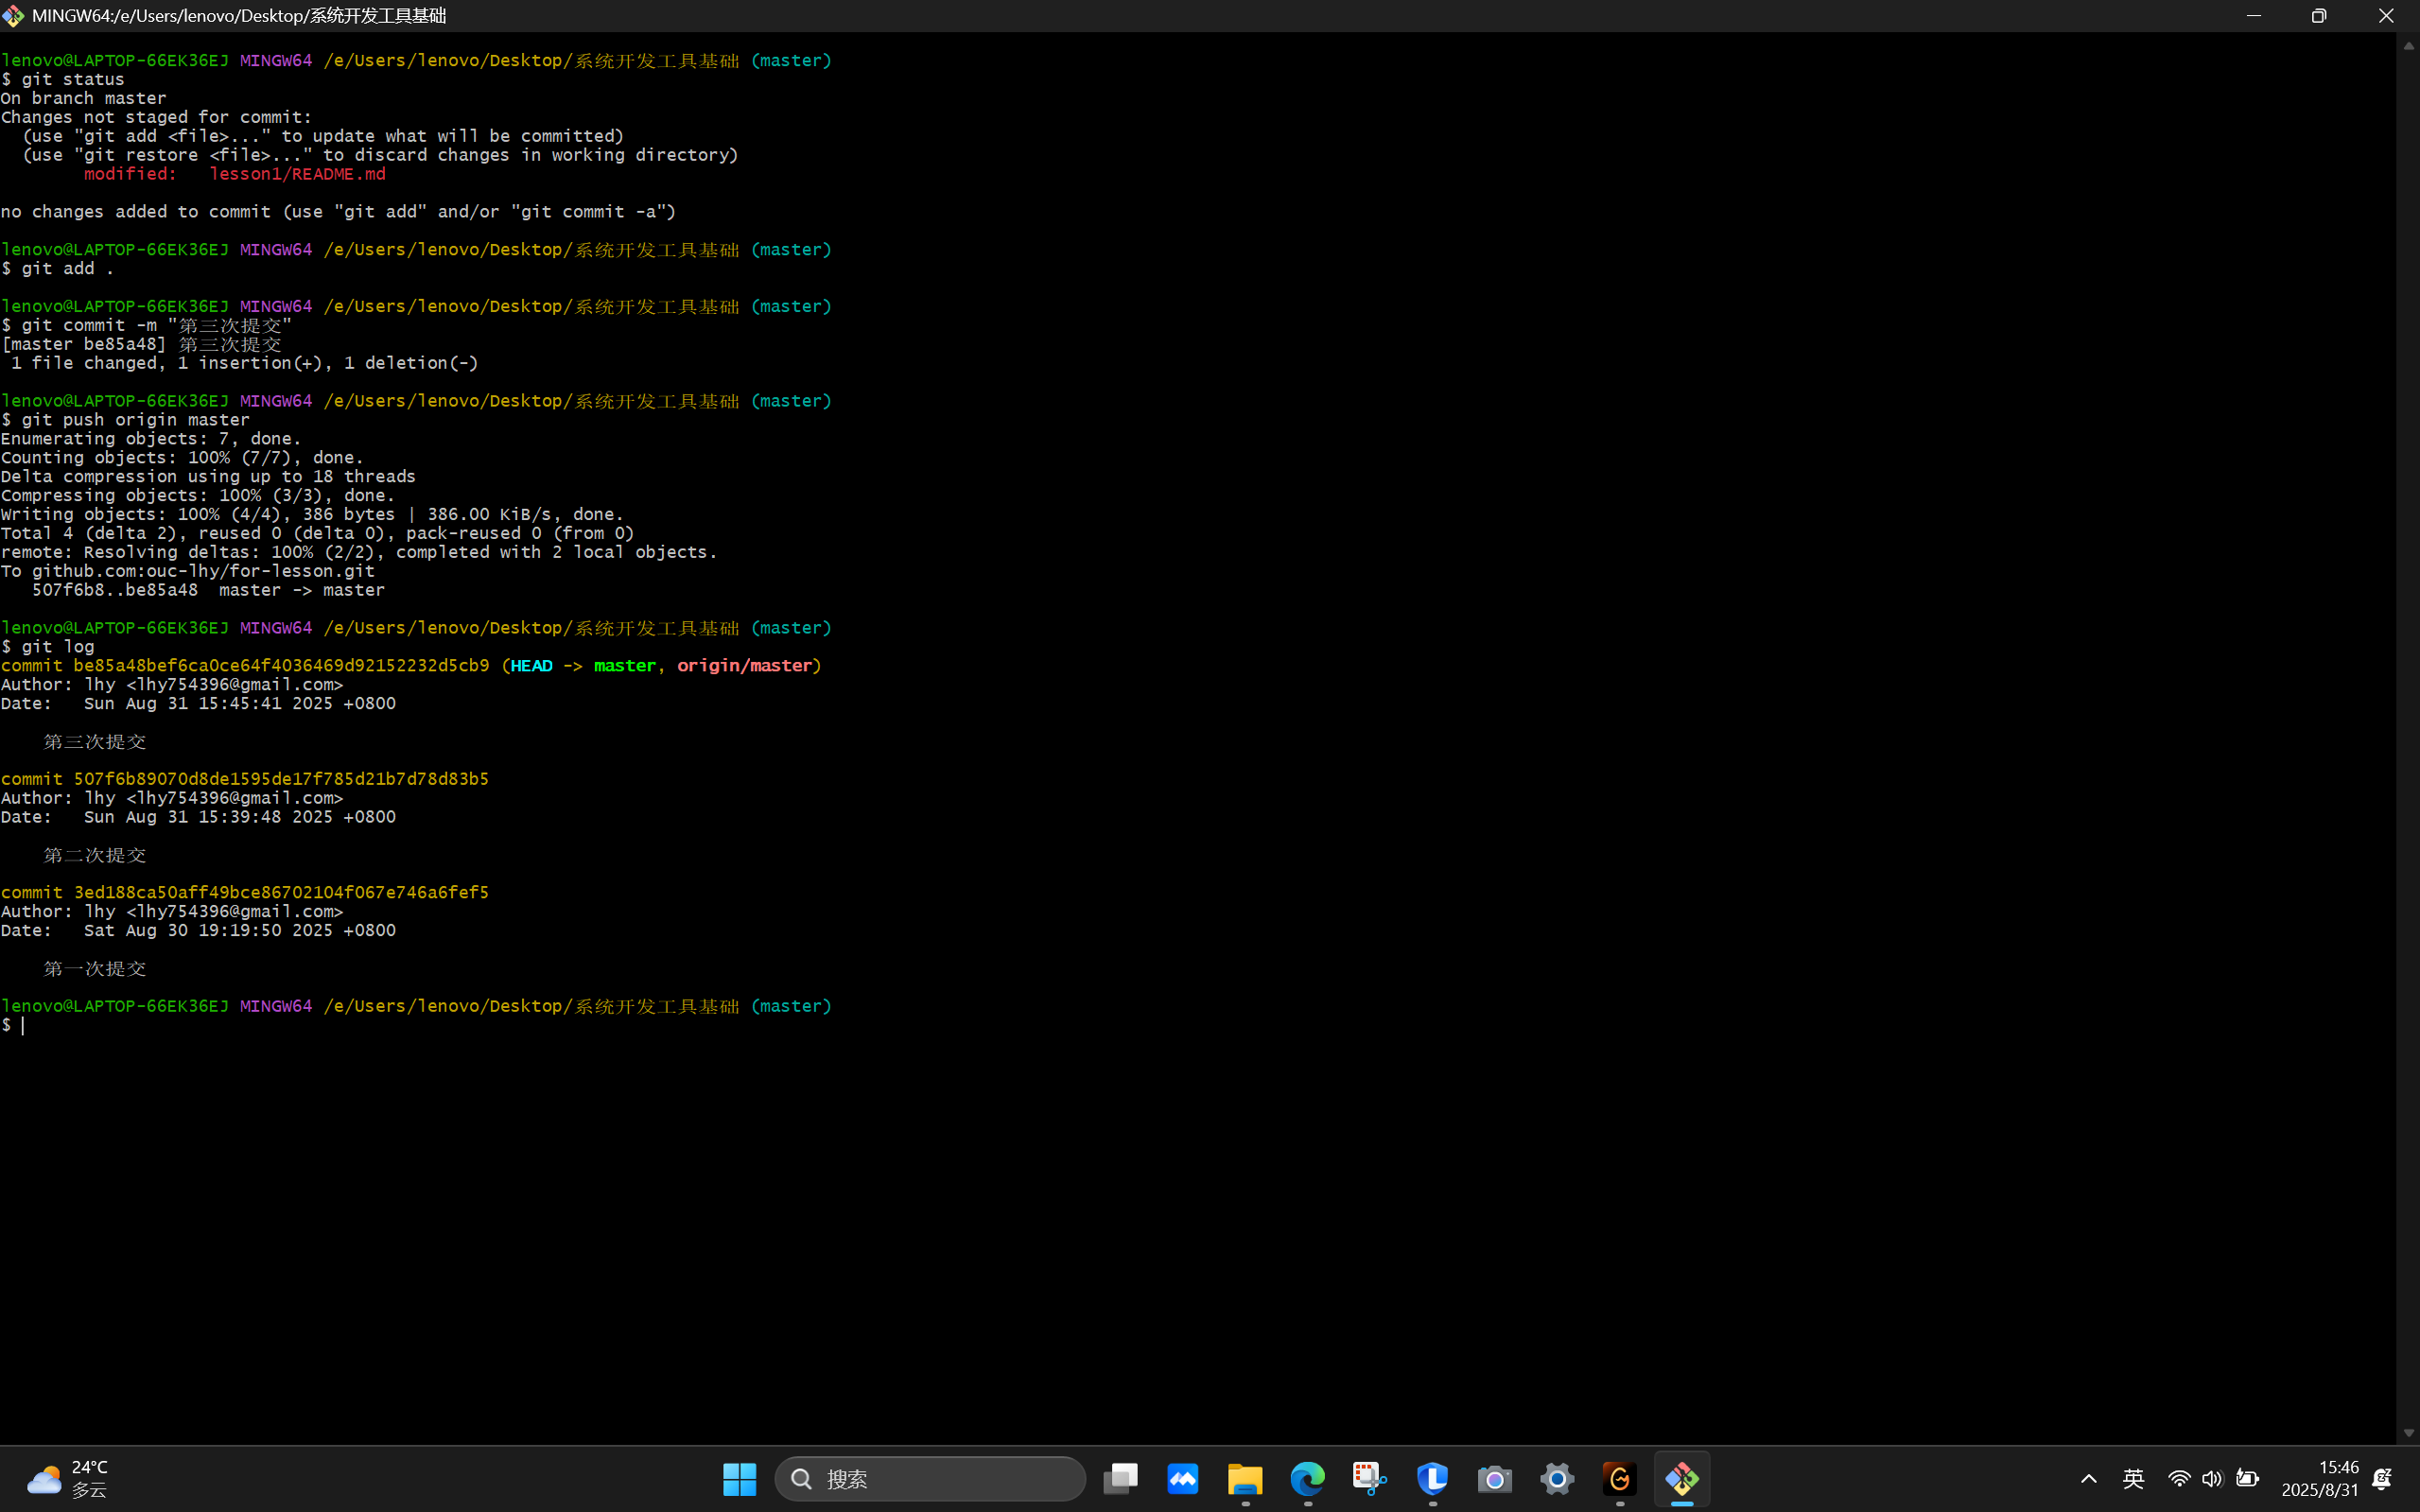 MINGW64:/e/Users/lenovo/Desktop/系统开发工具基础
lenovo@LAPTOP-66EK36EJ MINGW64 /e/Users/lenovo/Desktop/系统开发工具基础 (master)
$ git status
On branch master
Changes not staged for commit:
  (use "git add <file>..." to update what will be committed)
  (use "git restore <file>..." to discard changes in working directory)
        modified:   lesson1/README.md
no changes added to commit (use "git add" and/or "git commit -a")
lenovo@LAPTOP-66EK36EJ MINGW64 /e/Users/lenovo/Desktop/系统开发工具基础 (master)
$ git add .
lenovo@LAPTOP-66EK36EJ MINGW64 /e/Users/lenovo/Desktop/系统开发工具基础 (master)
$ git commit -m "第三次提交"
[master be85a48] 第三次提交
 1 file changed, 1 insertion(+), 1 deletion(-)
lenovo@LAPTOP-66EK36EJ MINGW64 /e/Users/lenovo/Desktop/系统开发工具基础 (master)
$ git push origin master
Enumerating objects: 7, done.
Counting objects: 100% (7/7), done.
Delta compression using up to 18 threads
Compressing objects: 100% (3/3), done.
Writing objects: 100% (4/4), 386 bytes | 386.00 KiB/s, done.
Total 4 (delta 2), reused 0 (delta 0), pack-reused 0 (from 0)
remote: Resolving deltas: 100% (2/2), completed with 2 local objects.
To github.com:ouc-lhy/for-lesson.git
   507f6b8..be85a48  master -> master
lenovo@LAPTOP-66EK36EJ MINGW64 /e/Users/lenovo/Desktop/系统开发工具基础 (master)
$ git log
commit be85a48bef6ca0ce64f4036469d92152232d5cb9 (HEAD -> master, origin/master)
Author: lhy <lhy754396@gmail.com>
Date:   Sun Aug 31 15:45:41 2025 +0800
    第三次提交
commit 507f6b89070d8de1595de17f785d21b7d78d83b5
Author: lhy <lhy754396@gmail.com>
Date:   Sun Aug 31 15:39:48 2025 +0800
    第二次提交
commit 3ed188ca50aff49bce86702104f067e746a6fef5
Author: lhy <lhy754396@gmail.com>
Date:   Sat Aug 30 19:19:50 2025 +0800
    第一次提交
lenovo@LAPTOP-66EK36EJ MINGW64 /e/Users/lenovo/Desktop/系统开发工具基础 (master)
$
24°C
多云
搜索
英
15:46
2025/8/31